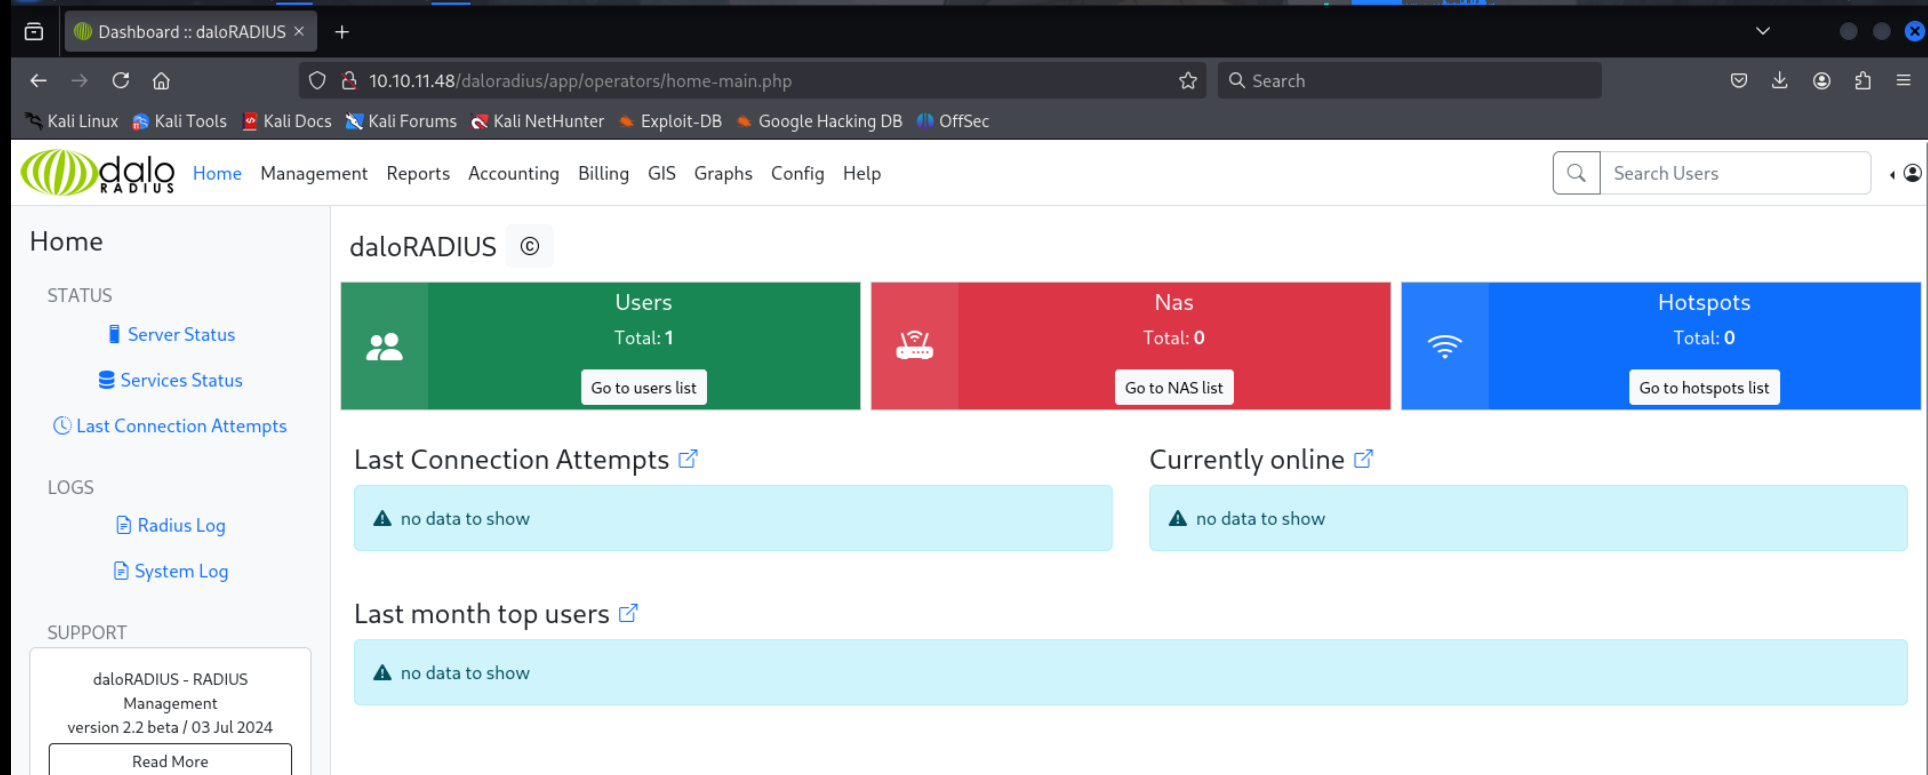 Dashboard :: daloRADIUS
10.10.11.48/daloradius/app/operators/home-main.php
Search
Kali Linux Kali Tools Kali Docs Kali Forums Kali NetHunter Exploit-DB Google Hacking DB OffSec
dalo RADIUS Home Management Reports Accounting Billing GIS Graphs Config Help
Search Users
Home
STATUS
Server Status
Services Status
Last Connection Attempts
LOGS
Radius Log
System Log
SUPPORT
daloRADIUS - RADIUS
Management
version 2.2 beta / 03 Jul 2024
Read More
daloRADIUS ©
Users
Total: 1
Go to users list
Nas
Total: 0
Go to NAS list
Hotspots
Total: 0
Go to hotspots list
Last Connection Attempts
no data to show
Currently online
no data to show
Last month top users
no data to show